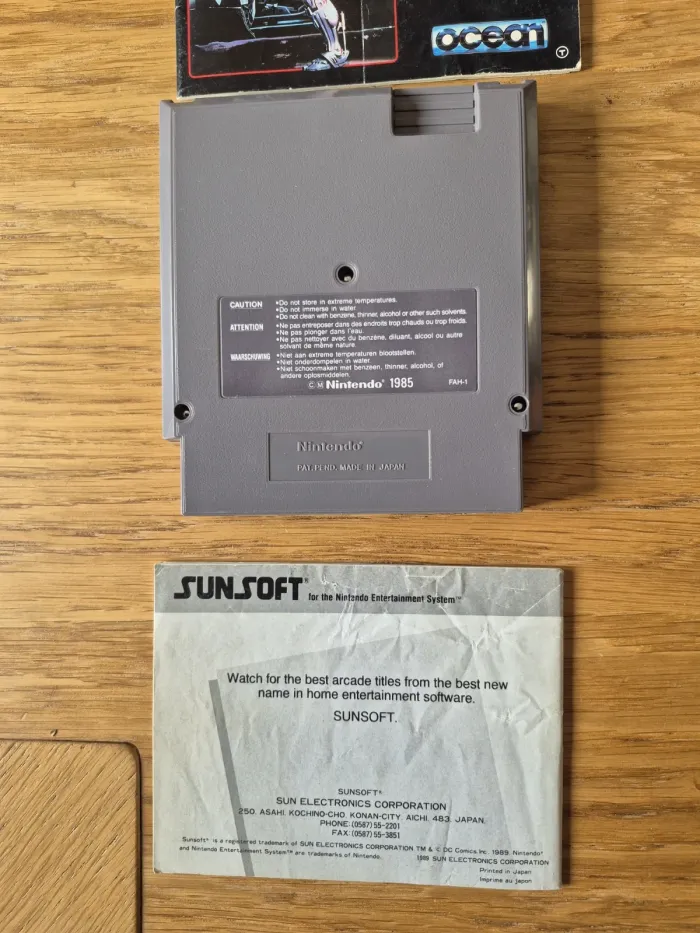 ocean
T
CAUTION
•Do not store in extreme temperatures.
•Do not immerse in water
•Do not clean with benzene, thinner, alcohol or other such solvents.
ATTENTION
•Ne pas entreposer dans des endroits trop chauds ou trop froids.
•Ne pas plonger dans l'eau.
•Ne pas nettoyer avec du benzène, diluant, alcool ou autre
solvant de même nature.
WAARSCHUWING
•Niet aan extreme temperaturen blootstellen.
•Niet onderdompelen in water.
•Niet schoonmaken met benzeen, thinner, alcohol, of
andere oplosmiddelen.
© M Nintendo® 1985
FAH-1
Nintendo®
PAT. PEND. MADE IN JAPAN
SUNSOFT® for the Nintendo Entertainment System™
Watch for the best arcade titles from the best new
name in home entertainment software.
SUNSOFT.
SUNSOFT®
SUN ELECTRONICS CORPORATION
250, ASAHI, KOCHINO-CHO, KONAN-CITY, AICHI, 483, JAPAN.
PHONE: (0587) 55-2201
FAX: (0587) 55-3851
Sunsoft® is a registered trademark of SUN ELECTRONICS CORPORATION TM & © DC Comics Inc. 1989. Nintendo®
and Nintendo Entertainment System™ are trademarks of Nintendo.
1989 SUN ELECTRONICS CORPORATION
Printed in Japan
Imprime au japon